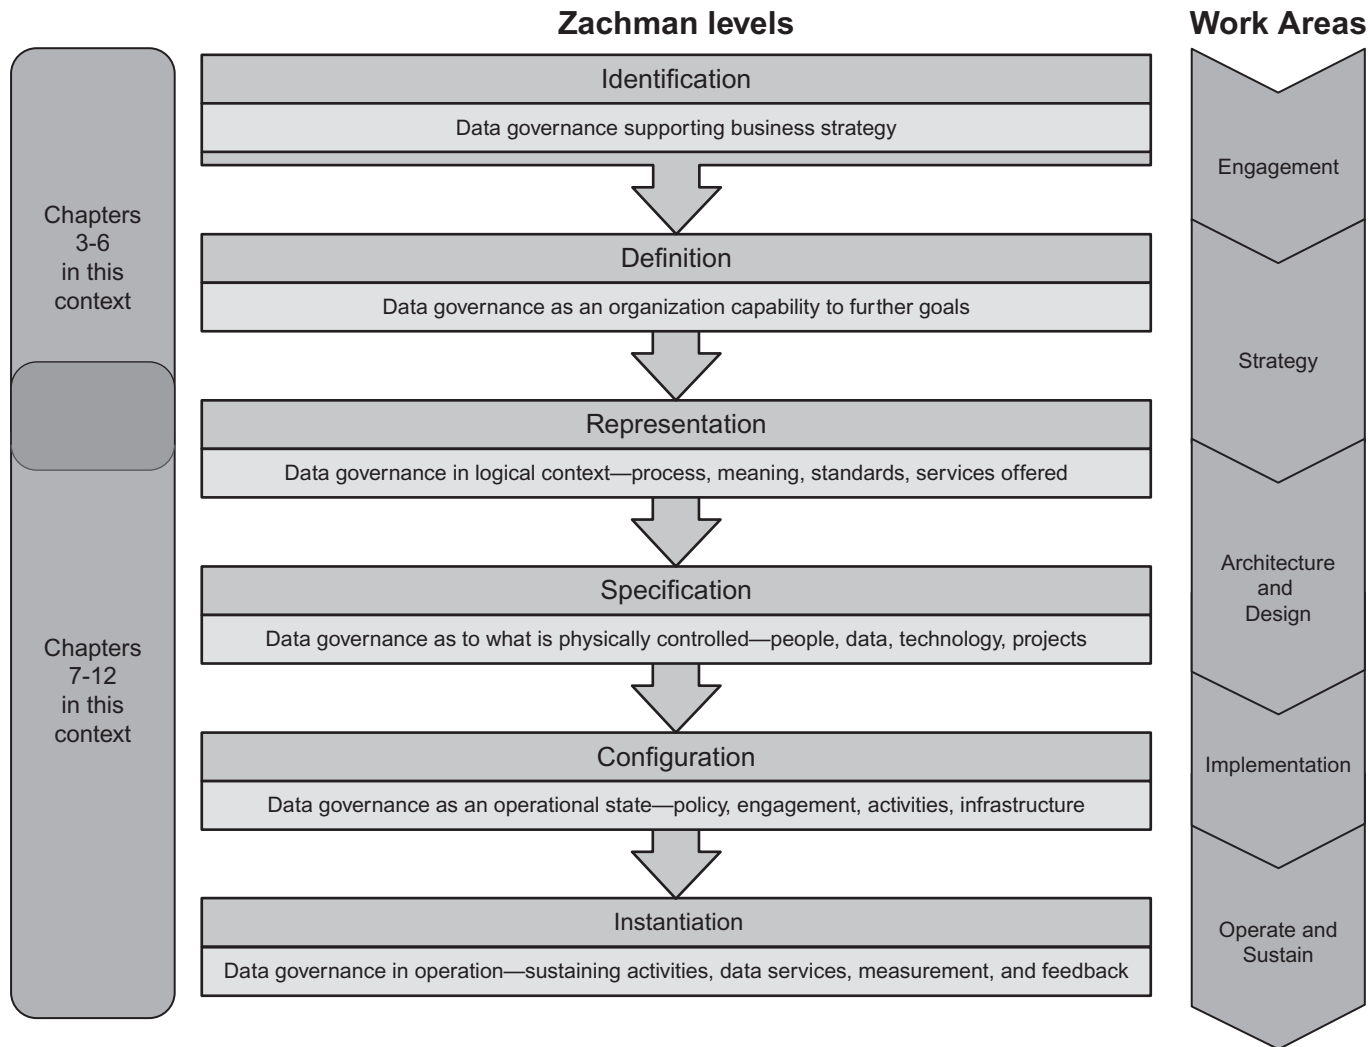 Zachman levels
Work Areas
Chapters
3-6
in this
context
Chapters
7-12
in this
context
Identification
Data governance supporting business strategy
Definition
Data governance as an organization capability to further goals
Representation
Data governance in logical context—process, meaning, standards, services offered
Specification
Data governance as to what is physically controlled—people, data, technology, projects
Configuration
Data governance as an operational state—policy, engagement, activities, infrastructure
Instantiation
Data governance in operation—sustaining activities, data services, measurement, and feedback
Engagement
Strategy
Architecture
and
Design
Implementation
Operate and
Sustain